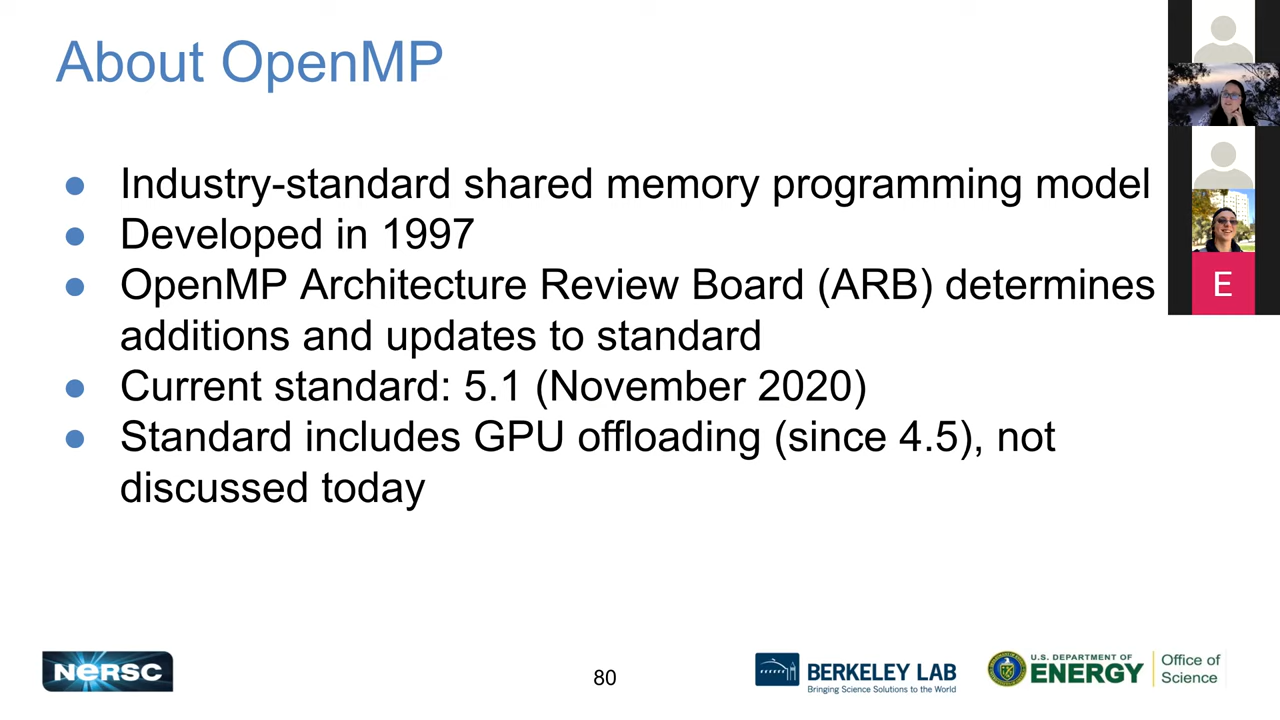 About OpenMP
● Industry-standard shared memory programming model
● Developed in 1997
● OpenMP Architecture Review Board (ARB) determines
additions and updates to standard
● Current standard: 5.1 (November 2020)
● Standard includes GPU offloading (since 4.5), not
discussed today
E
NERSC
80
BERKELEY LAB
Bringing Science Solutions to the World
U.S. DEPARTMENT OF
ENERGY
Office of
Science